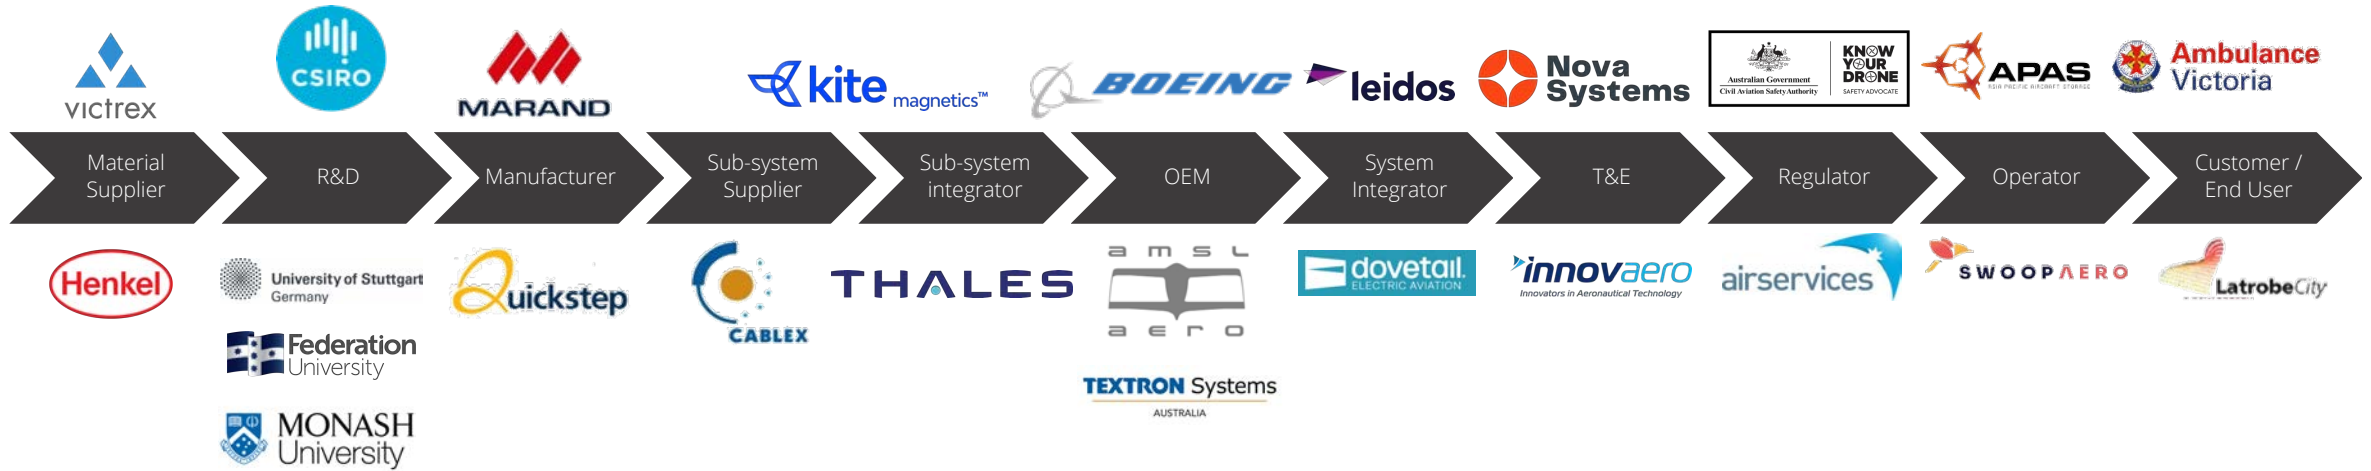 victrex
CSIRO
MARAND
kite magnetics™
BOEING
leidos
Nova
Systems
Australian Government
Civil Aviation Safety Authority
KNOW
YOUR
DRONE
SAFETY ADVOCATE
APAS
ASIA PACIFIC AIRCRAFT STORAGE
Ambulance
Victoria
Material
Supplier
R&D
Manufacturer
Sub-system
Supplier
Sub-system
integrator
OEM
System
Integrator
T&E
Regulator
Operator
Customer /
End User
Henkel
University of Stuttgart
Germany
Federation
University
MONASH
University
Quickstep
CABLEX
THALES
amsl
aero
TEXTRON Systems
AUSTRALIA
dovetail.
ELECTRIC AVIATION
innovaero
Innovators in Aeronautical Technology
airservices
SWOOPAERO
LatrobeCity